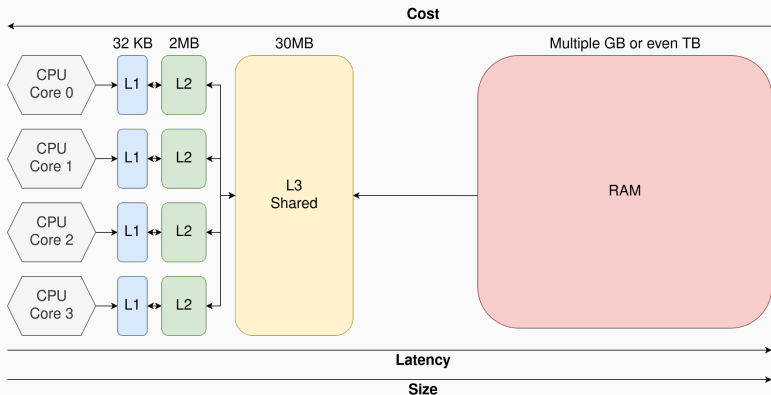 Cost
32 KB
2MB
30MB
Multiple GB or even TB
CPU
Core 0
L1
L2
CPU
Core 1
L1
L2
CPU
Core 2
L1
L2
CPU
Core 3
L1
L2
L3
Shared
RAM
Latency
Size